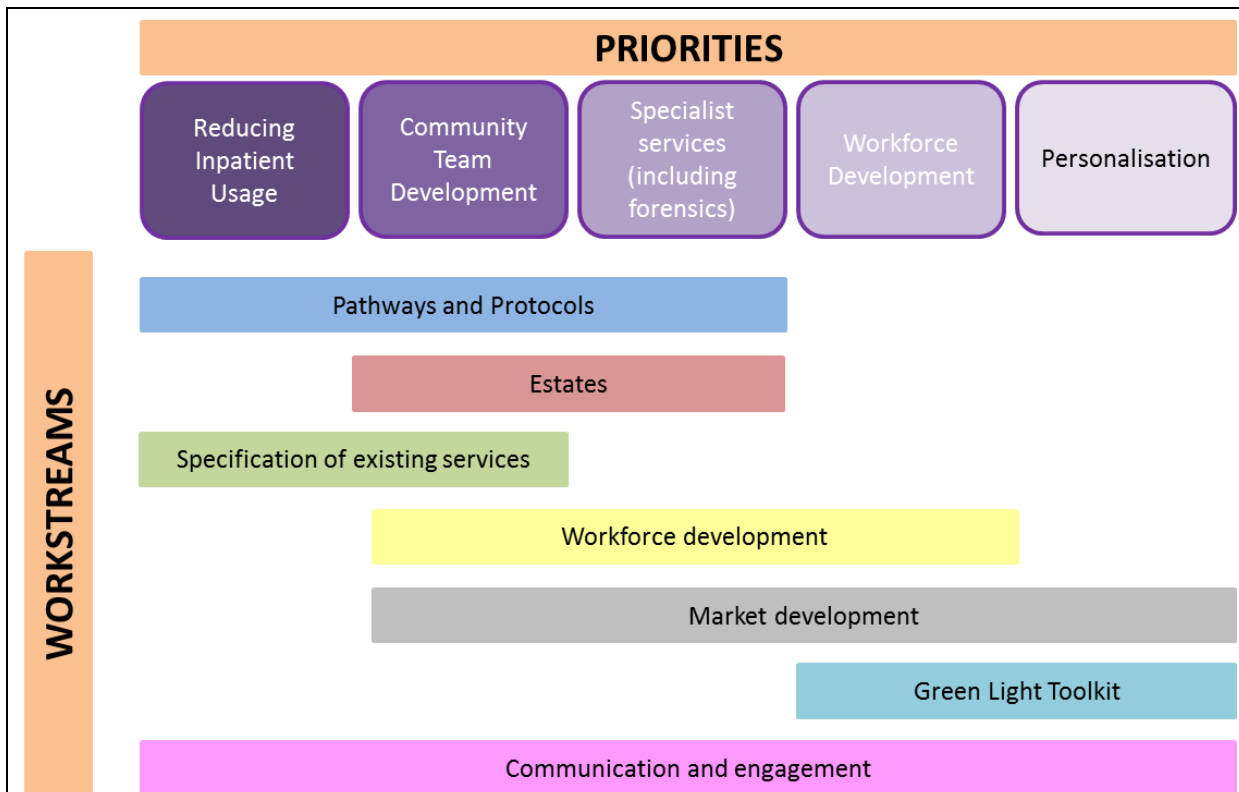 PRIORITIES
Reducing
Inpatient
Usage
Community
Team
Development
Specialist
services
(including
forensics)
Workforce
Development
Personalisation
WORKSTREAMS
Pathways and Protocols
Estates
Specification of existing services
Workforce development
Market development
Green Light Toolkit
Communication and engagement